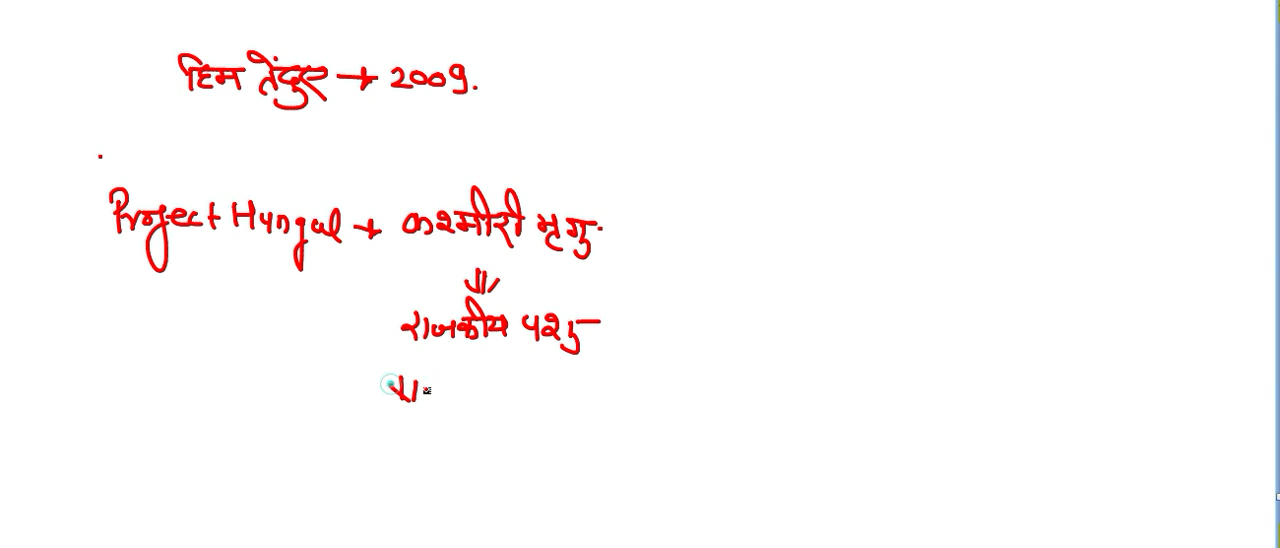 हिम तेंदुए → 2009.
Project Hungul → कश्मीरी मृग.
⇓
राजकीय पशु
रा